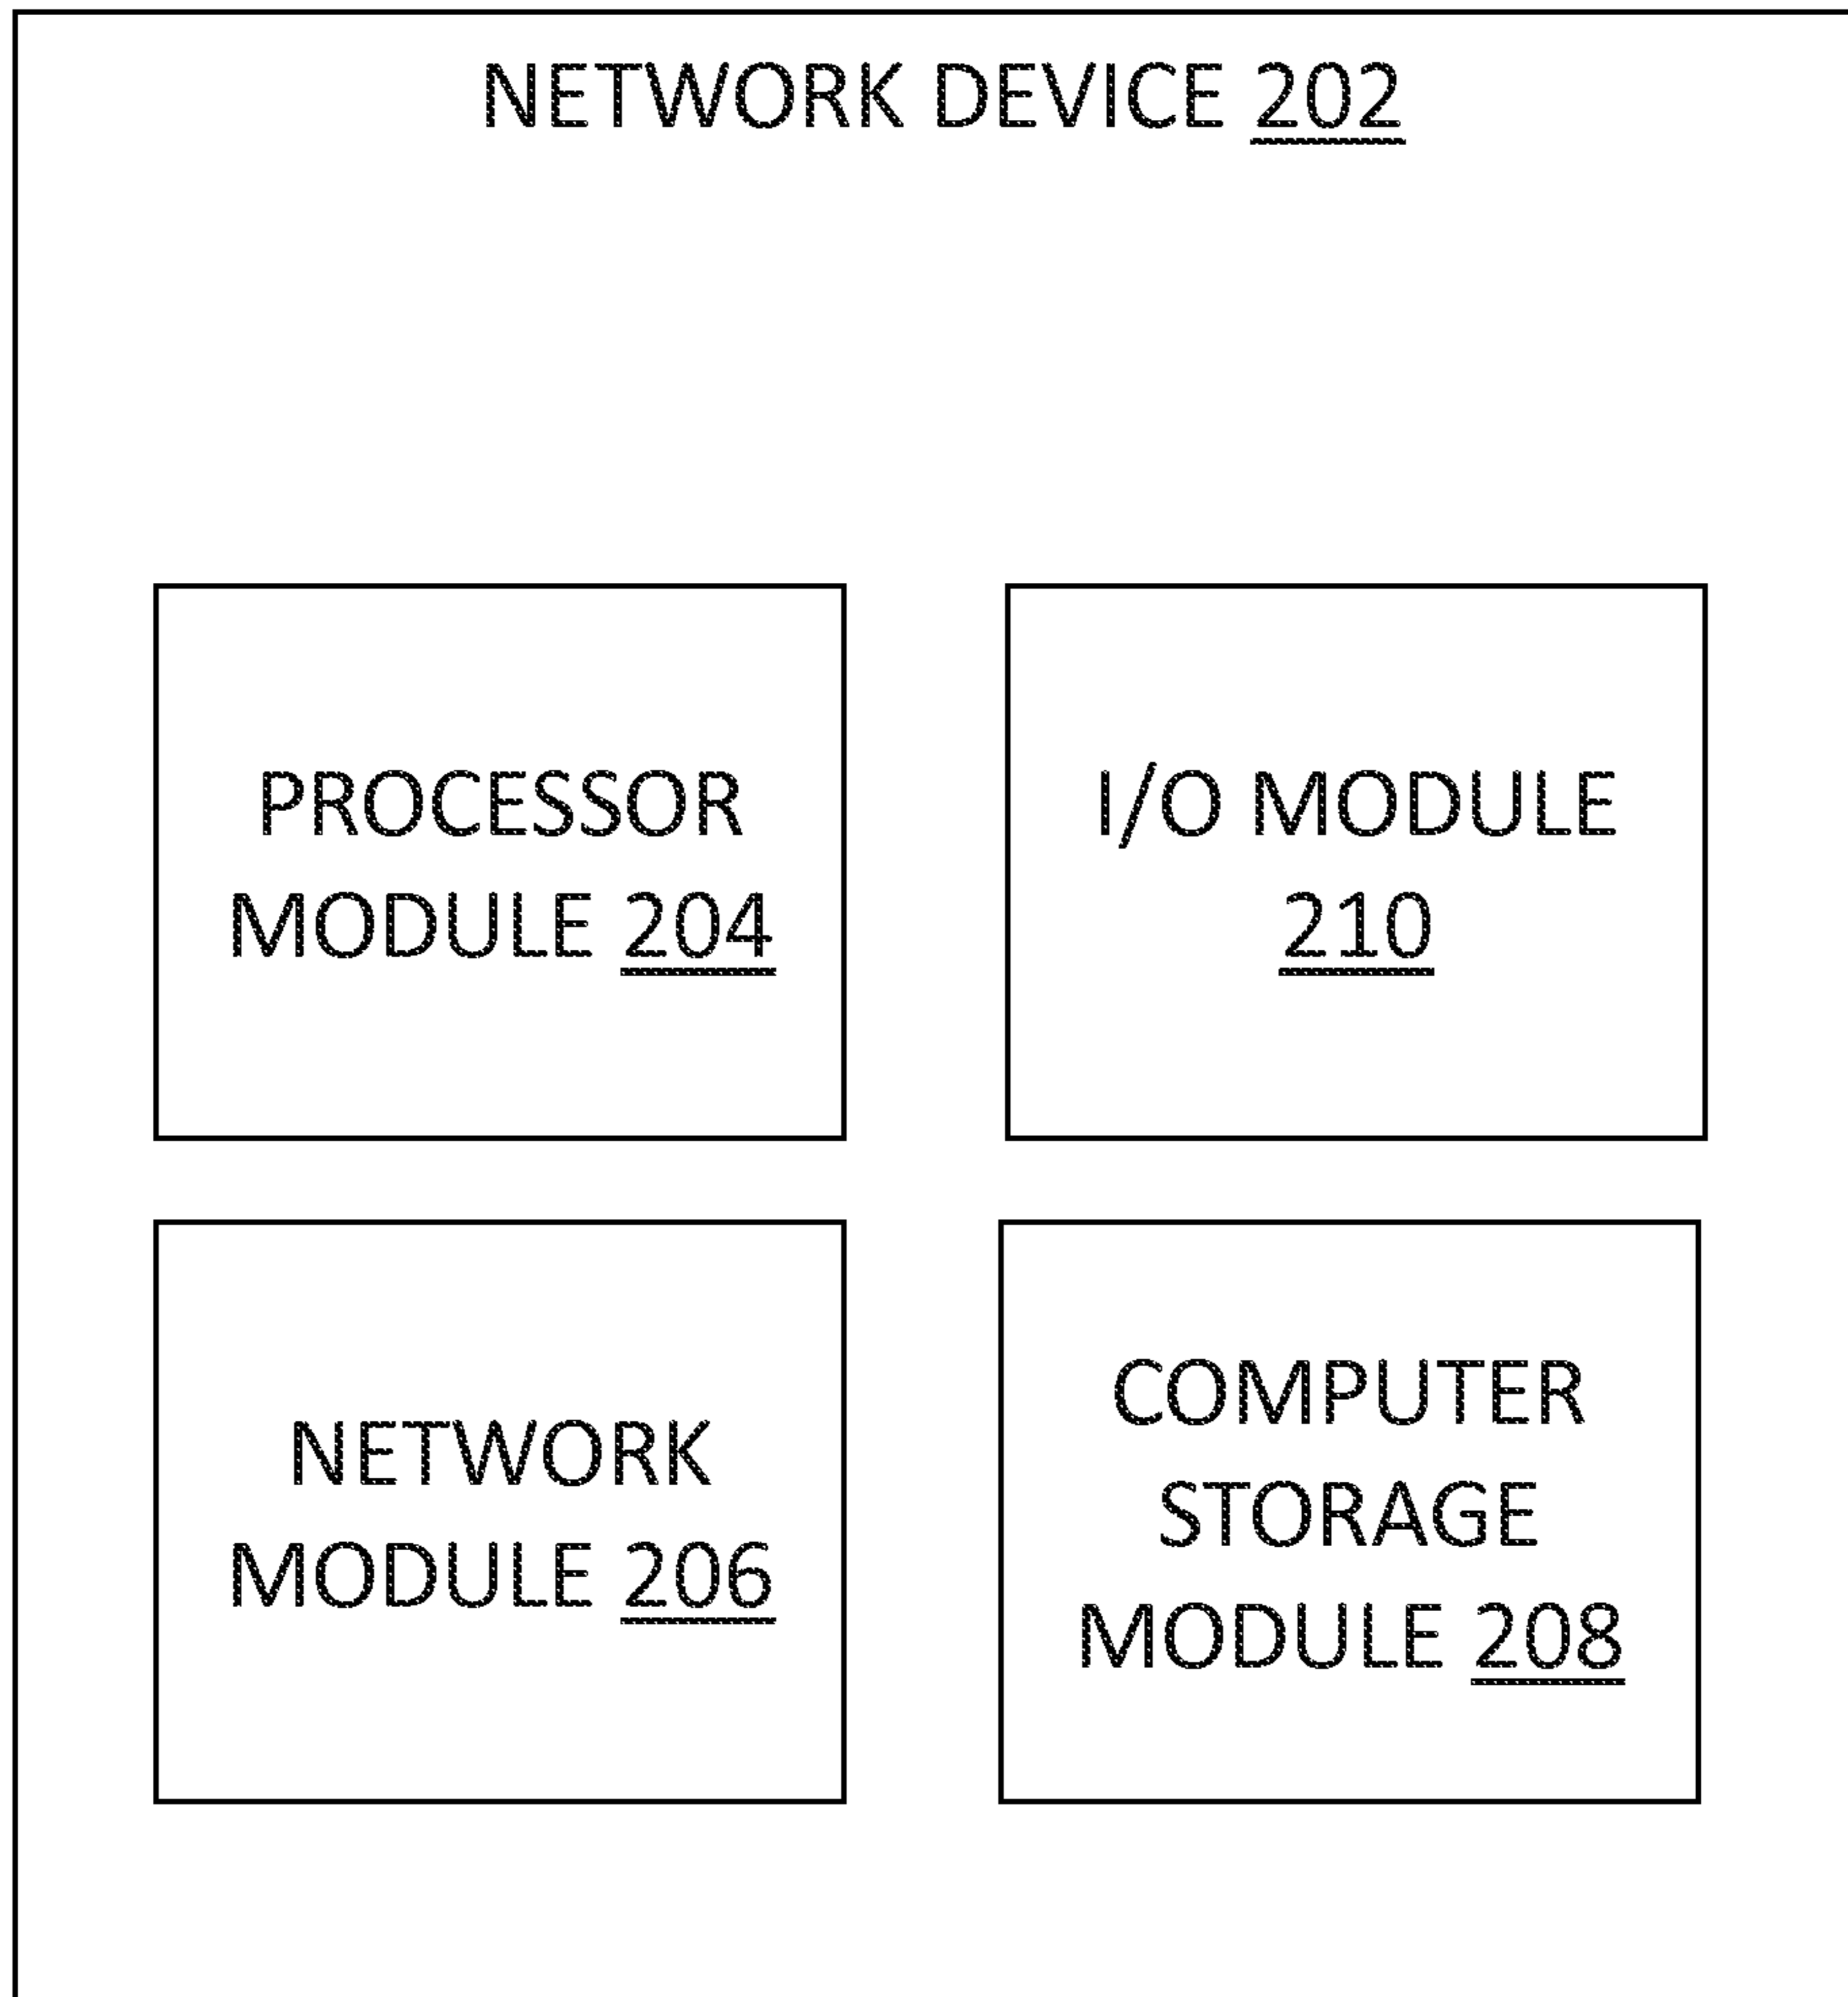 NETWORK DEVICE 202
PROCESSOR
MODULE 204
I/O MODULE
210
NETWORK
MODULE 206
COMPUTER
STORAGE
MODULE 208